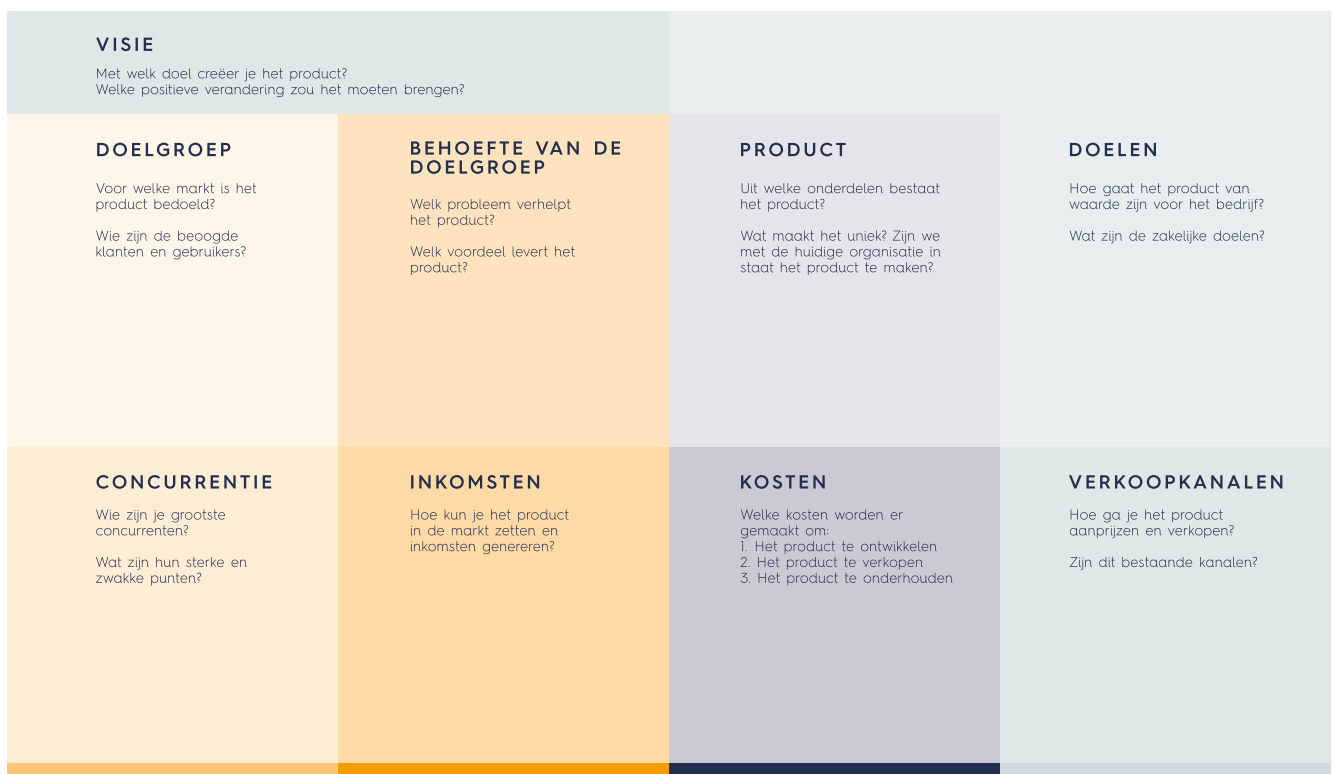 VISIE
Met welk doel creëer je het product?
Welke positieve verandering zou het moeten brengen?
DOELGROEP
Voor welke markt is het
product bedoeld?
Wie zijn de beoogde
klanten en gebruikers?
BEHOEFTE VAN DE
DOELGROEP
Welk probleem verhelpt
het product?
Welk voordeel levert het
product?
PRODUCT
Uit welke onderdelen bestaat
het product?
Wat maakt het uniek? Zijn we
met de huidige organisatie in
staat het product te maken?
DOELEN
Hoe gaat het product van
waarde zijn voor het bedrijf?
Wat zijn de zakelijke doelen?
CONCURRENTIE
Wie zijn je grootste
concurrenten?
Wat zijn hun sterke en
zwakke punten?
INKOMSTEN
Hoe kun je het product
in de markt zetten en
inkomsten genereren?
KOSTEN
Welke kosten worden er
gemaakt om:
1. Het product te ontwikkelen
2. Het product te verkopen
3. Het product te onderhouden
VERKOOPKANALEN
Hoe ga je het product
aanprijzen en verkopen?
Zijn dit bestaande kanalen?